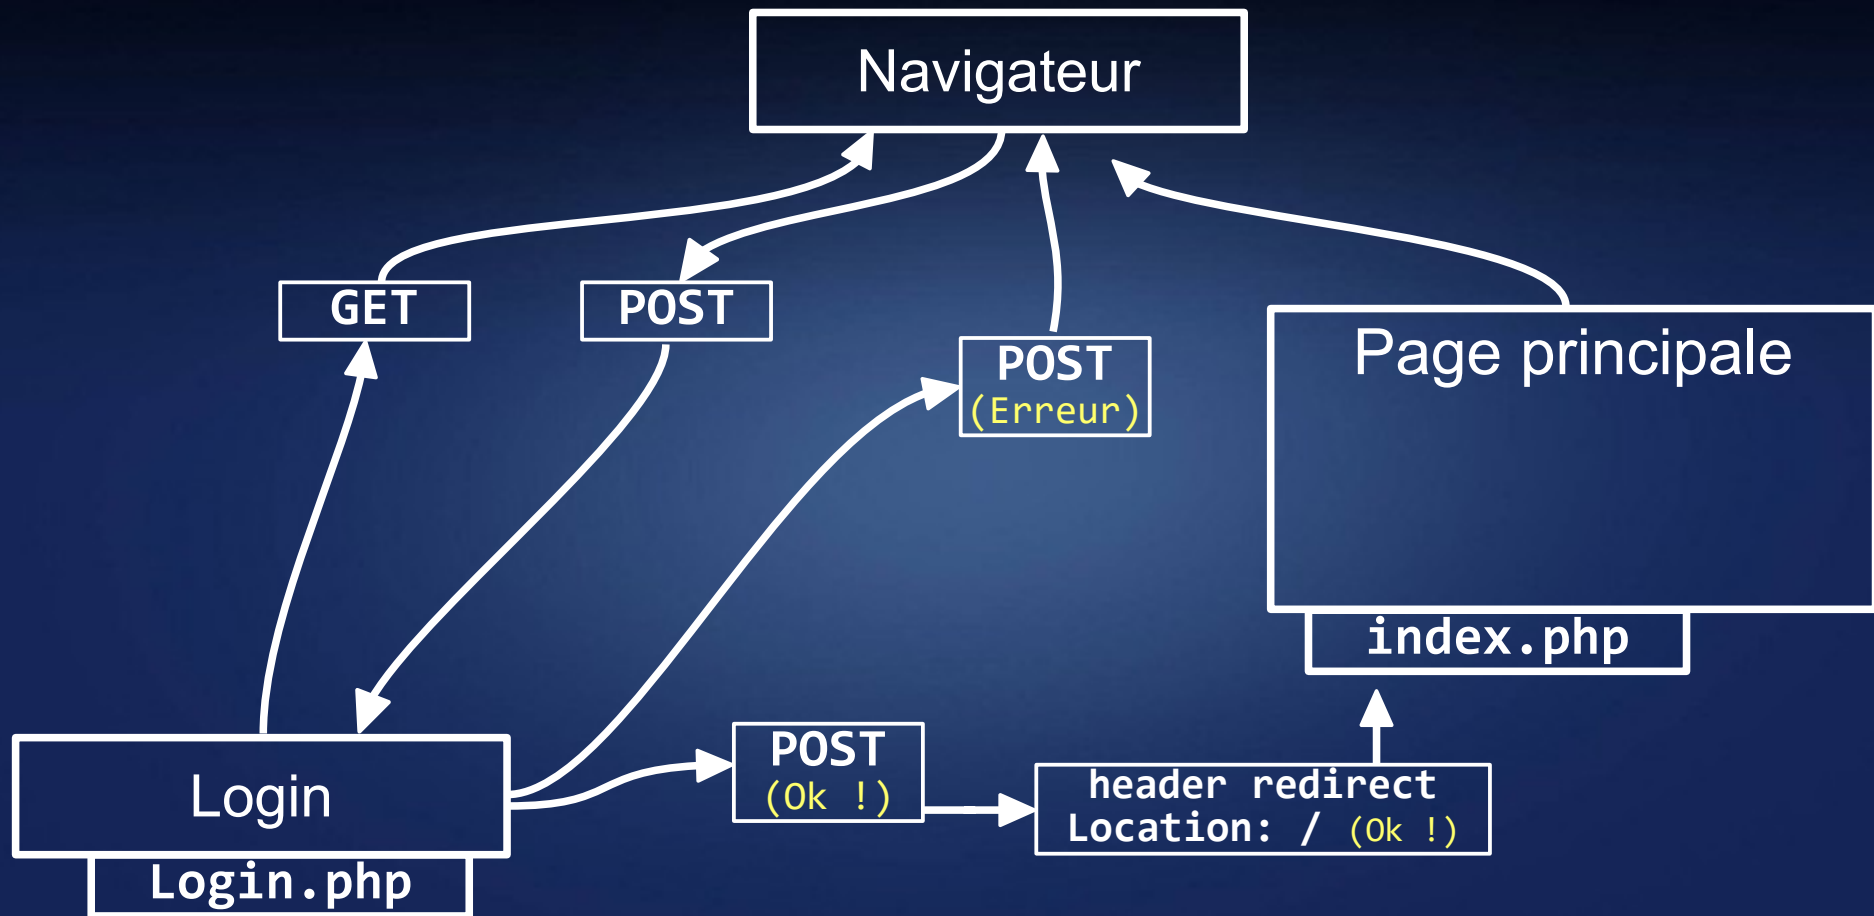 Navigateur
GET
POST
POST
(Erreur)
Page principale
index.php
Login
Login.php
POST
(Ok !)
header redirect
Location: / (Ok !)